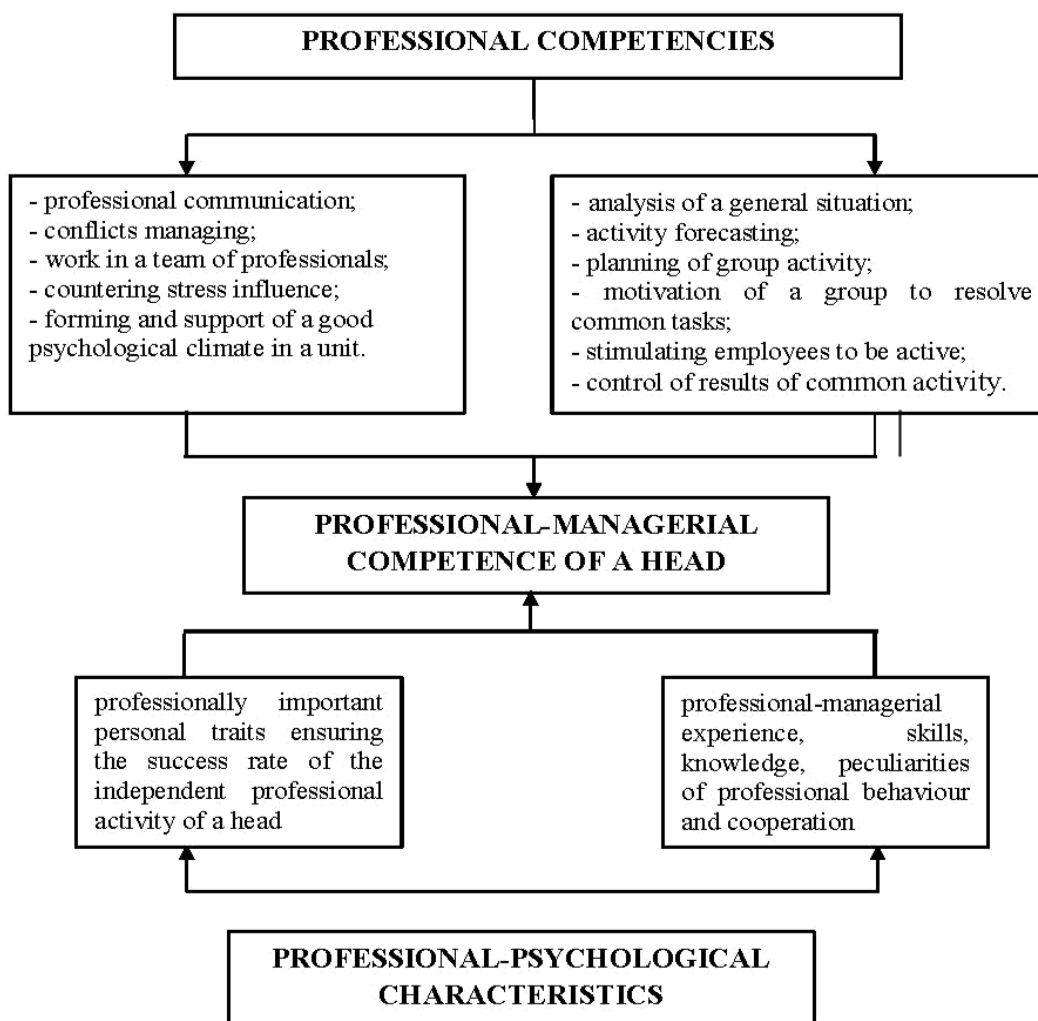 PROFESSIONAL COMPETENCIES
- professional communication;
- conflicts managing;
- work in a team of professionals;
- countering stress influence;
- forming and support of a good
psychological climate in a unit.
- analysis of a general situation;
- activity forecasting;
- planning of group activity;
- motivation of a group to resolve
common tasks;
- stimulating employees to be active;
- control of results of common activity.
PROFESSIONAL-MANAGERIAL
COMPETENCE OF A HEAD
professionally important
personal traits ensuring
the success rate of the
independent professional
activity of a head
professional-managerial
experience, skills,
knowledge, peculiarities
of professional behaviour
and cooperation
PROFESSIONAL-PSYCHOLOGICAL
CHARACTERISTICS